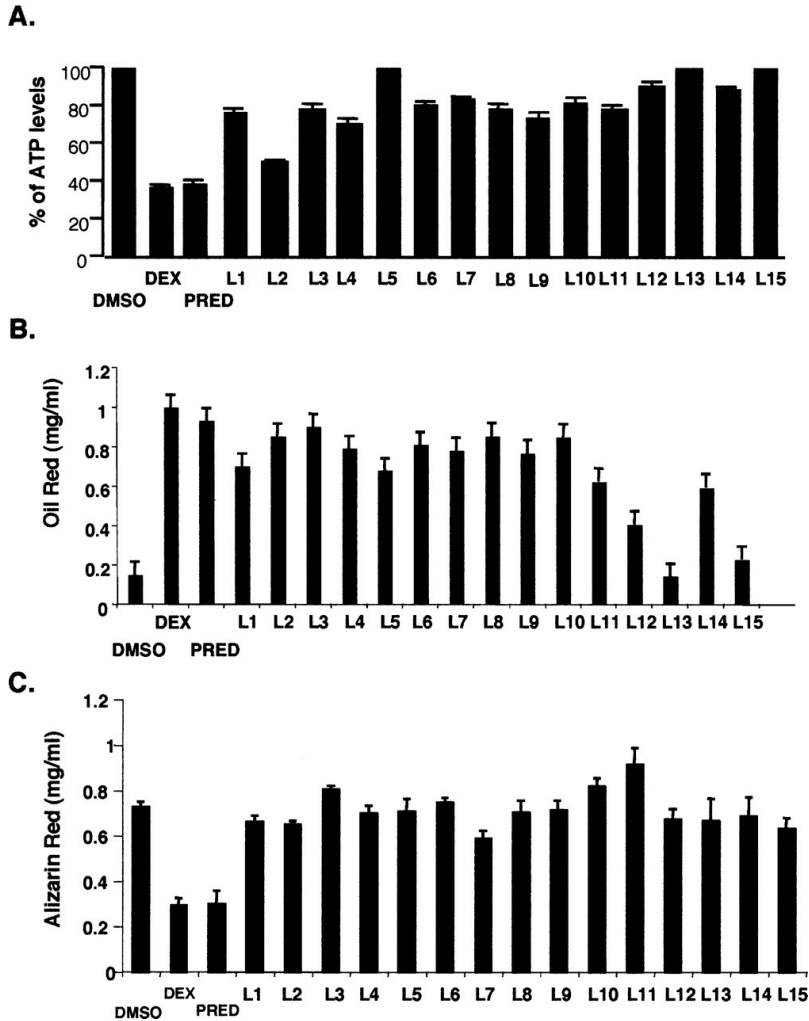 A.
% of ATP levels
100
80
60
40
20
0
DEX L1 L2 L3 L4 L5 L6 L7 L8 L9 L10 L11 L12 L13 L14 L15
DMSO PRED
B.
Oil Red (mg/ml)
1.2
1
0.8
0.6
0.4
0.2
0
DEX L1 L2 L3 L4 L5 L6 L7 L8 L9 L10 L11 L12 L13 L14 L15
DMSO PRED
C.
Alizarin Red (mg/ml)
1.2
1
0.8
0.6
0.4
0.2
0
DEX L1 L2 L3 L4 L5 L6 L7 L8 L9 L10 L11 L12 L13 L14 L15
DMSO PRED